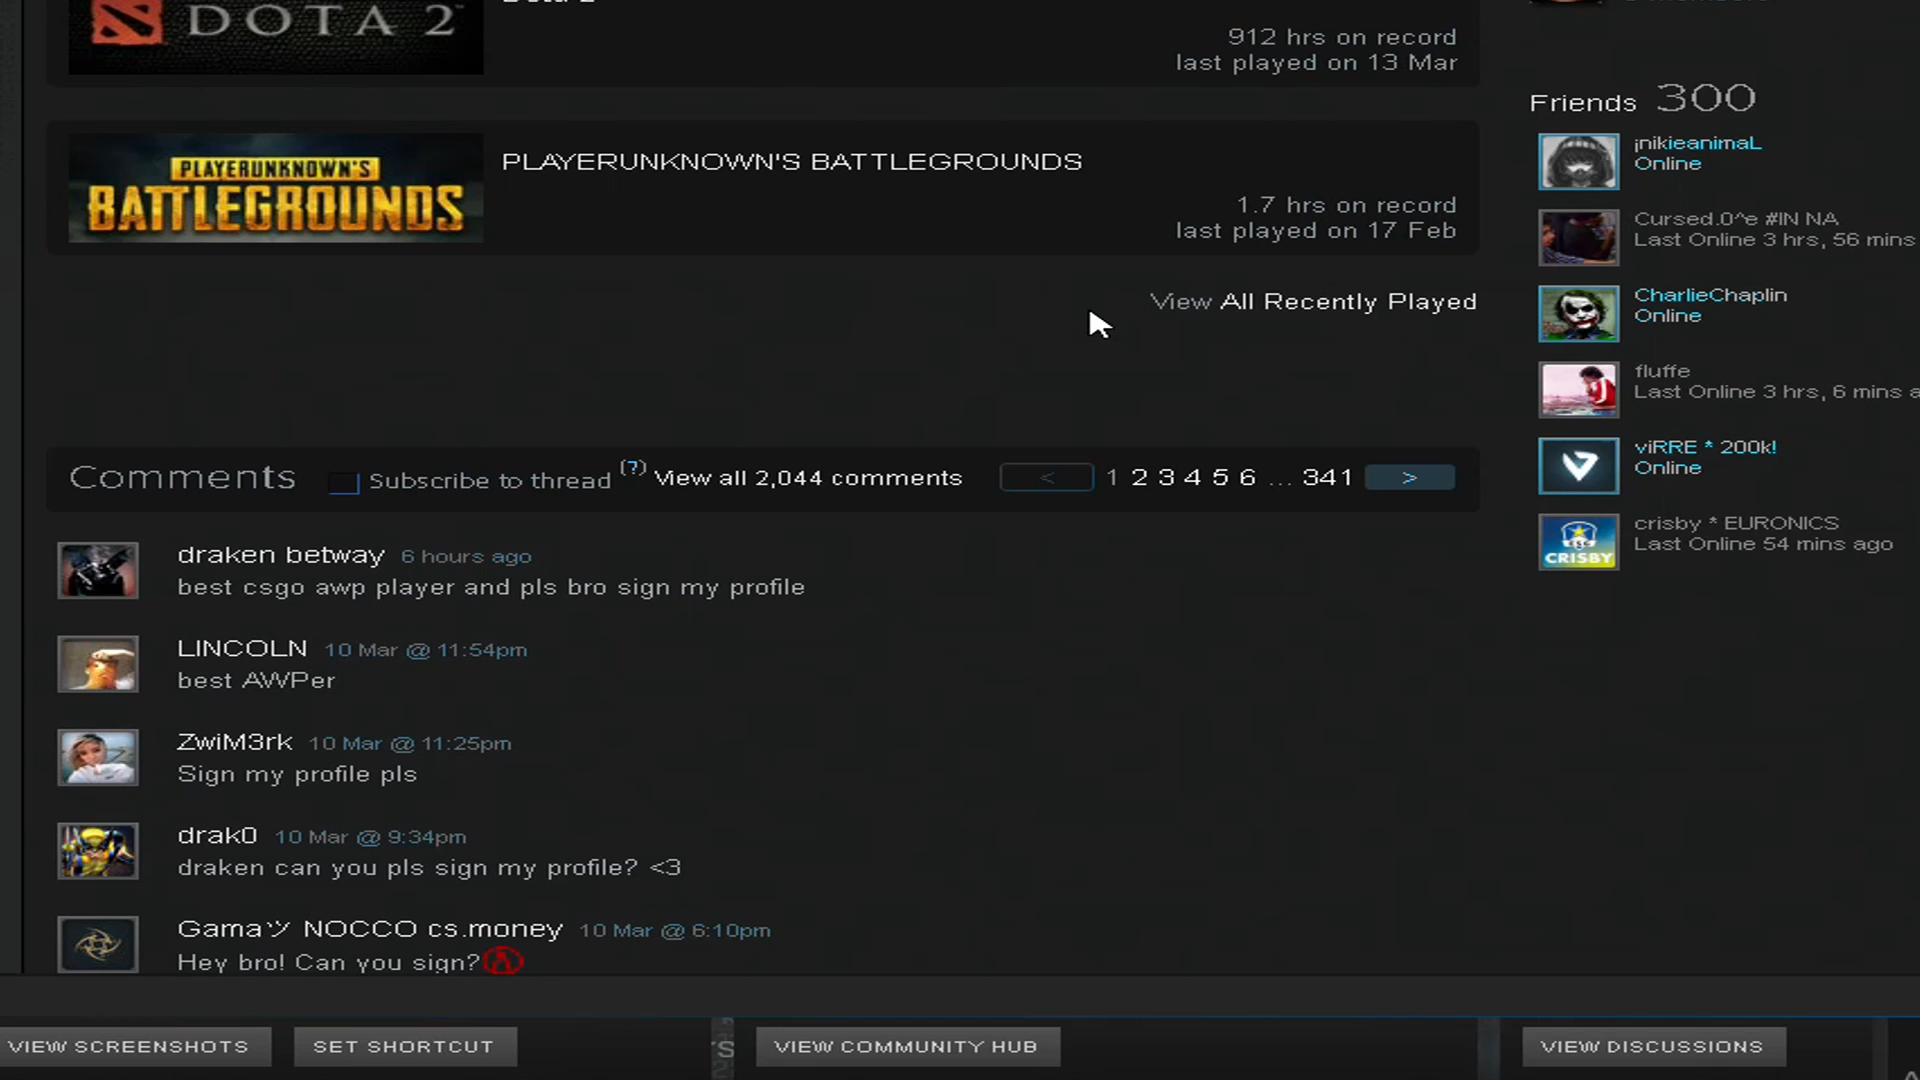 DOTA 2
912 hrs on record
last played on 13 Mar
PLAYERUNKNOWN'S
BATTLEGROUNDS
PLAYERUNKNOWN'S BATTLEGROUNDS
1.7 hrs on record
last played on 17 Feb
View All Recently Played
Comments Subscribe to thread (?) View all 2,044 comments < 1 2 3 4 5 6 ... 341 >
draken betway 6 hours ago
best csgo awp player and pls bro sign my profile
LINCOLN 10 Mar @ 11:54pm
best AWPer
ZwiM3rk 10 Mar @ 11:25pm
Sign my profile pls
drak0 10 Mar @ 9:34pm
draken can you pls sign my profile? <3
Gamaツ NOCCO cs.money 10 Mar @ 6:10pm
Hey bro! Can you sign?
Friends 300
jnikieanimaL
Online
Cursed.0^e #IN NA
Last Online 3 hrs, 56 mins
CharlieChaplin
Online
fluffe
Last Online 3 hrs, 6 mins a
viRRE * 200k!
Online
CRISBY
crisby * EURONICS
Last Online 54 mins ago
VIEW SCREENSHOTS
SET SHORTCUT
VIEW COMMUNITY HUB
VIEW DISCUSSIONS